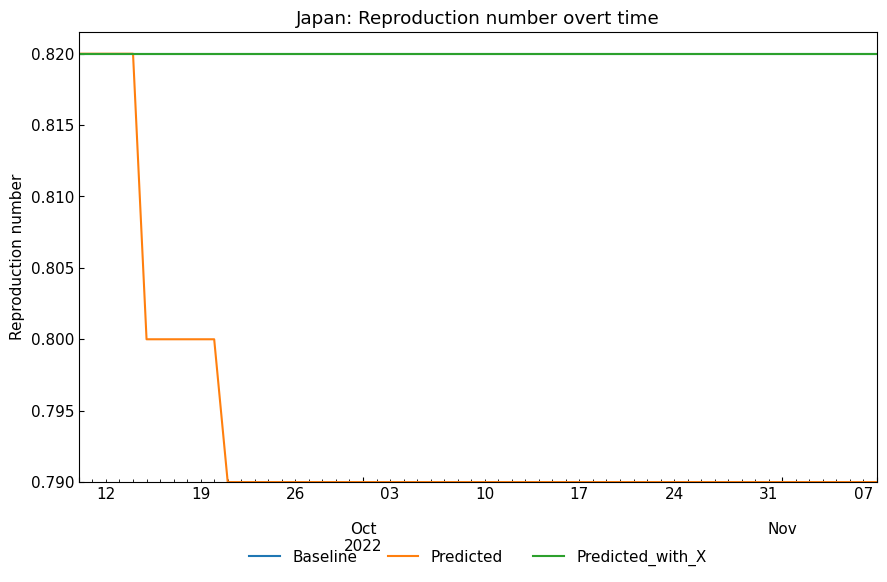 Japan: Reproduction number overt time
Reproduction number
0.820
0.815
0.810
0.805
0.800
0.795
0.790
12 19 26 03 10 17 24 31 07
Oct Nov
2022
Baseline Predicted Predicted_with_X